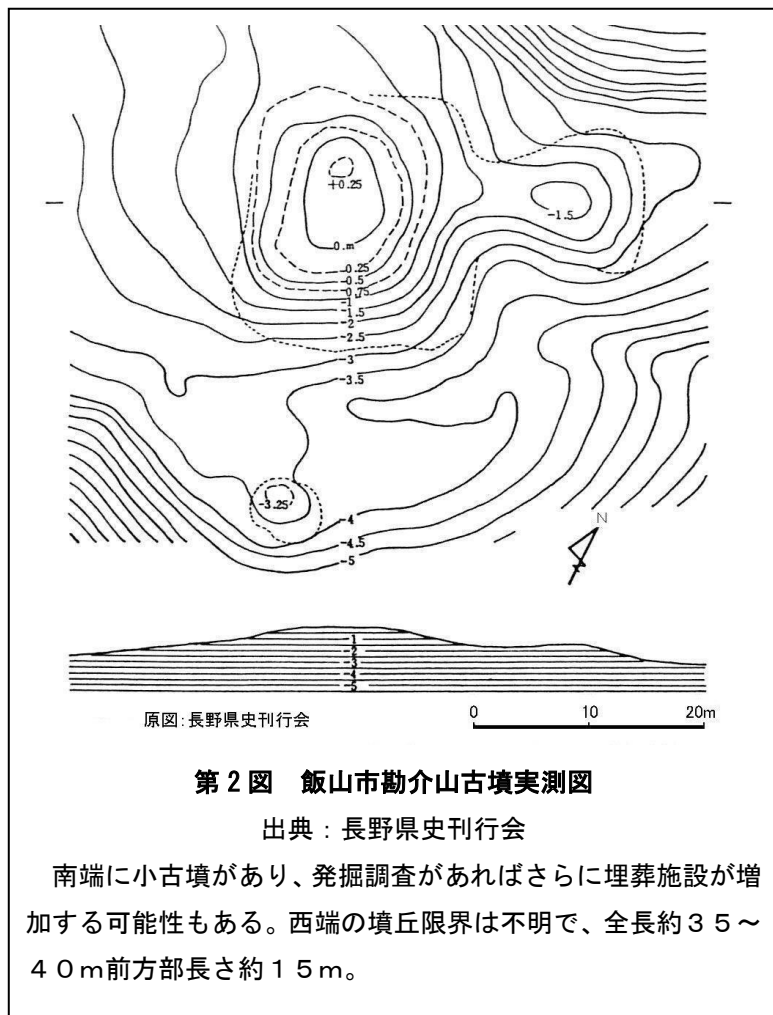 +0.25
-1.5
0.m
-0.25
-0.5
-0.75
-1
-1.5
-2
-2.5
-3
-3.5
-3.25
-4
-4.5
-5
N
1
2
3
4
5
原図:長野県史刊行会
0 10 20m
第2図 飯山市勘介山古墳実測図
出典：長野県史刊行会
南端に小古墳があり、発掘調査があればさらに埋葬施設が増
加する可能性もある。西端の墳丘限界は不明で、全長約３５～
４０ｍ前方部長さ約１５ｍ。